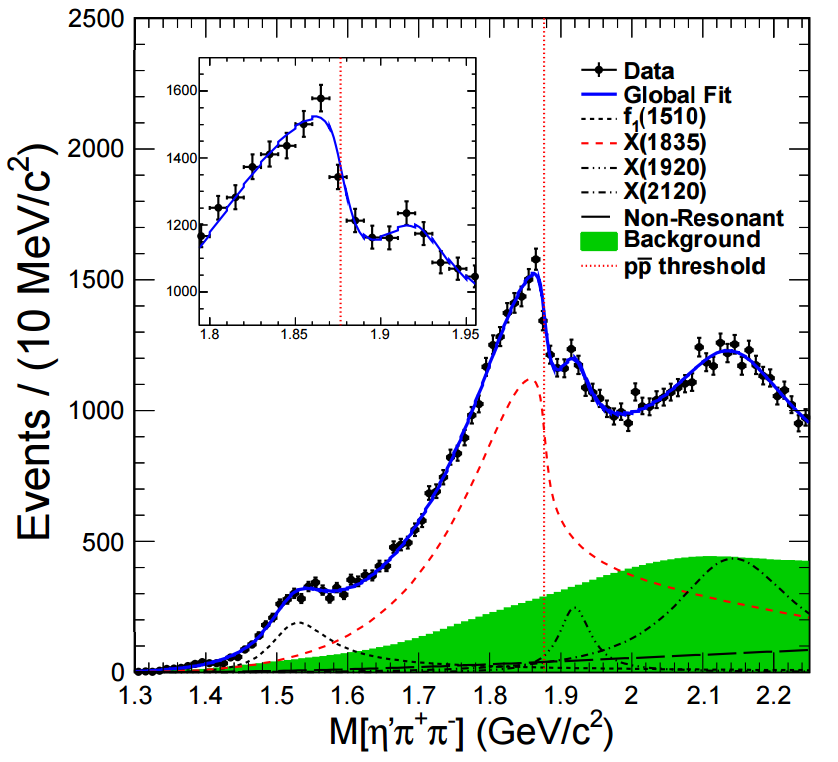 2500
2000
1500
1000
500
0
Events / (10 MeV/c²)
1600
1400
1200
1000
1.8 1.85 1.9 1.95
Data
Global Fit
f₁(1510)
X(1835)
X(1920)
X(2120)
Non-Resonant
Background
pp̅ threshold
1.3 1.4 1.5 1.6 1.7 1.8 1.9 2 2.1 2.2
M[η’π⁺π⁻] (GeV/c²)